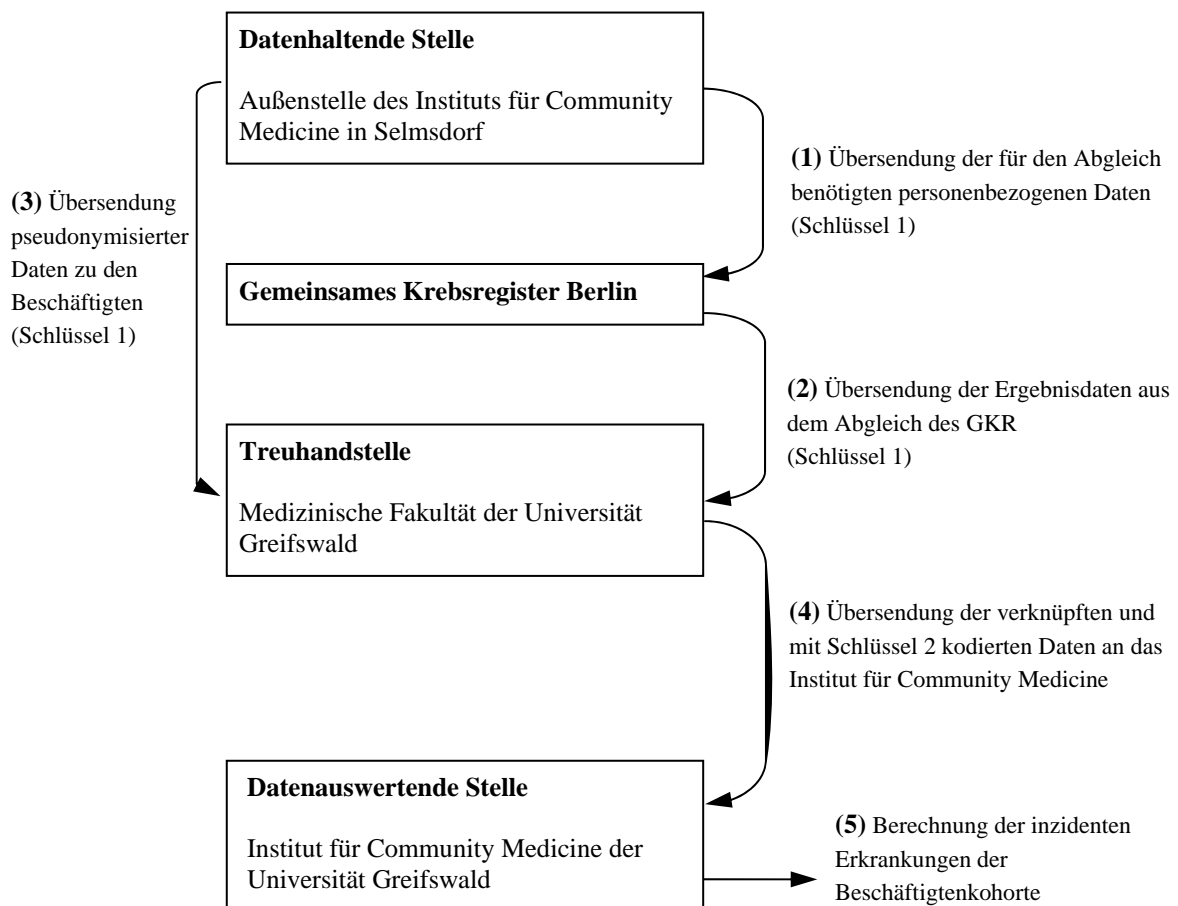 Datenhaltende Stelle
Außenstelle des Instituts für Community
Medicine in Selmsdorf
(1) Übersendung der für den Abgleich
benötigten personenbezogenen Daten
(Schlüssel 1)
(3) Übersendung
pseudonymisierter
Daten zu den
Beschäftigten
(Schlüssel 1)
Gemeinsames Krebsregister Berlin
(2) Übersendung der Ergebnisdaten aus
dem Abgleich des GKR
(Schlüssel 1)
Treuhandstelle
Medizinische Fakultät der Universität
Greifswald
(4) Übersendung der verknüpften und
mit Schlüssel 2 kodierten Daten an das
Institut für Community Medicine
Datenauswertende Stelle
Institut für Community Medicine der
Universität Greifswald
(5) Berechnung der inzidenten
Erkrankungen der
Beschäftigtenkohorte